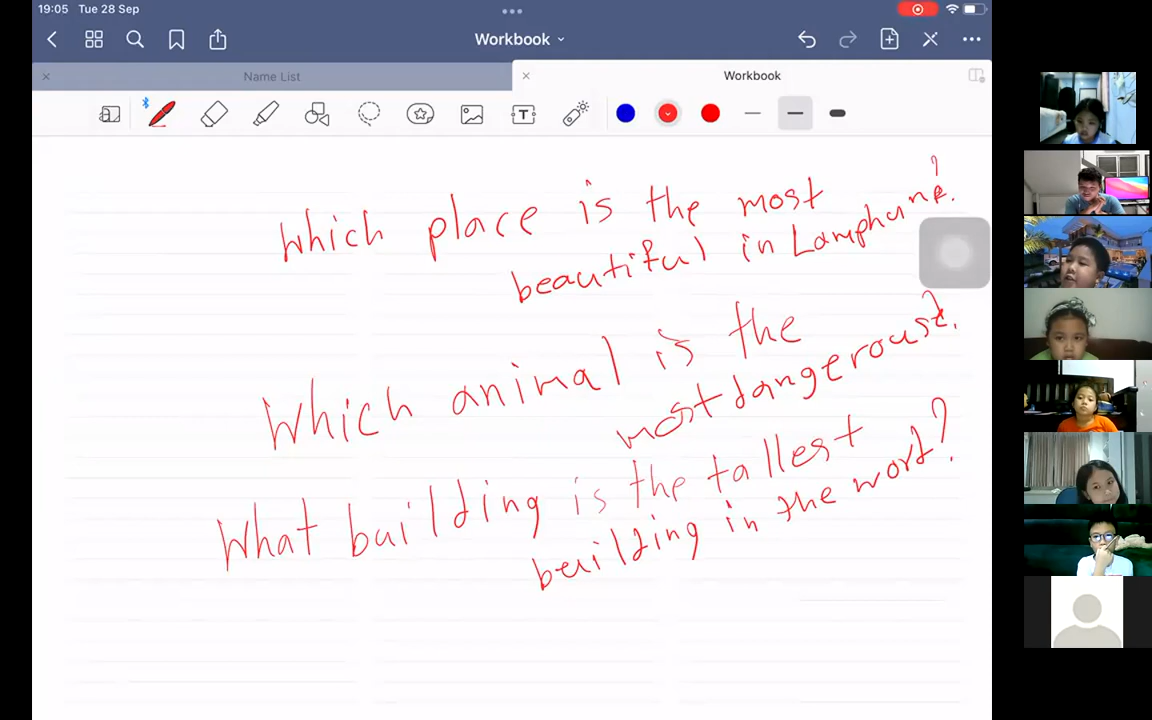 19:05 Tue 28 Sep
Workbook
Name List
Workbook
Which place is the most
beautiful in Lamphun?
Which animal is the
most dangerous?
What building is the tallest
building in the world?